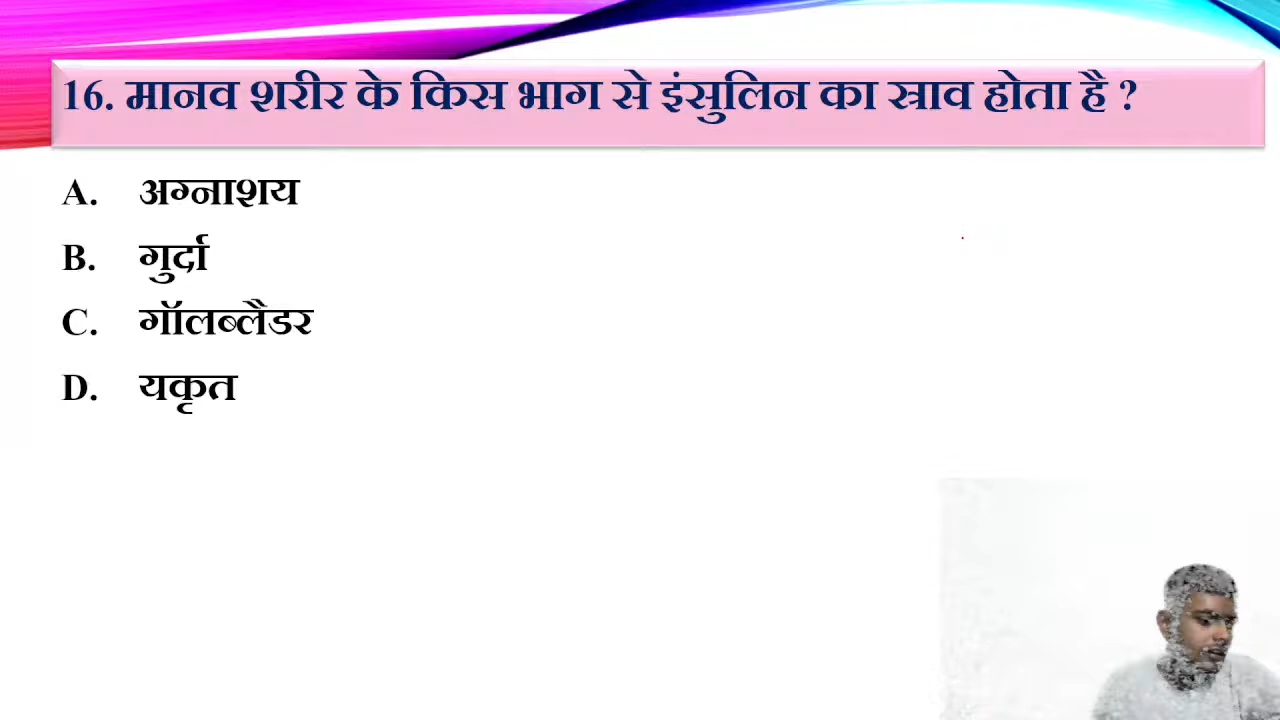 16. मानव शरीर के किस भाग से इंसुलिन का स्राव होता है ?
A. अग्नाशय
B. गुर्दा
C. गॉलब्लैडर
D. यकृत